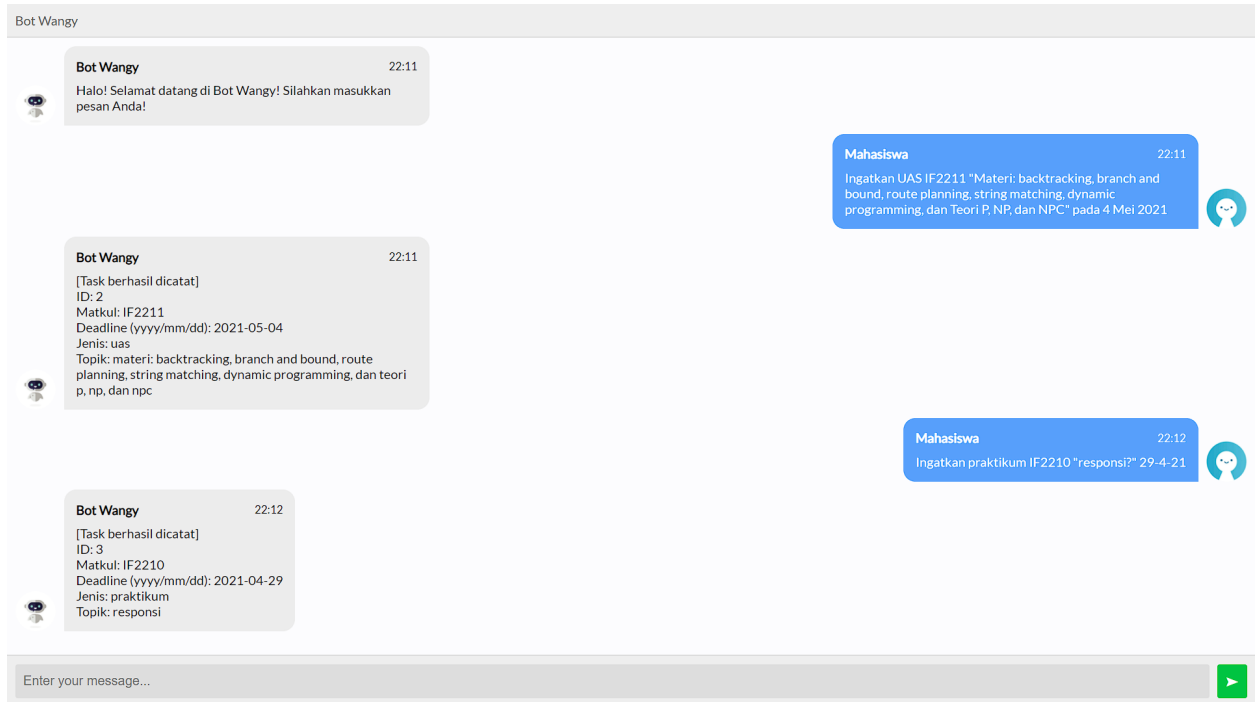 Bot Wangy
Bot Wangy 22:11
Halo! Selamat datang di Bot Wangy! Silahkan masukkan
pesan Anda!
Mahasiswa 22:11
Ingatkan UAS IF2211 "Materi: backtracking, branch and
bound, route planning, string matching, dynamic
programming, dan Teori P, NP, dan NPC" pada 4 Mei 2021
Bot Wangy 22:11
[Task berhasil dicatat]
ID: 2
Matkul: IF2211
Deadline (yyyy/mm/dd): 2021-05-04
Jenis: uas
Topik: materi: backtracking, branch and bound, route
planning, string matching, dynamic programming, dan teori
p, np, dan npc
Mahasiswa 22:12
Ingatkan praktikum IF2210 "responsi?" 29-4-21
Bot Wangy 22:12
[Task berhasil dicatat]
ID: 3
Matkul: IF2210
Deadline (yyyy/mm/dd): 2021-04-29
Jenis: praktikum
Topik: responsi
Enter your message...